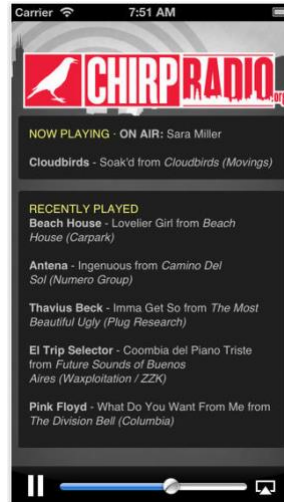 Carrier 7:51 AM
CHIRP RADIO.org
NOW PLAYING · ON AIR: Sara Miller
Cloudbirds - Soak'd from Cloudbirds (Movings)
RECENTLY PLAYED
Beach House - Lovelier Girl from Beach
House (Carpark)
Antena - Ingenuous from Camino Del
Sol (Numero Group)
Thavius Beck - Imma Get So from The Most
Beautiful Ugly (Plug Research)
El Trip Selector - Coombia del Piano Triste
from Future Sounds of Buenos
Aires (Waxploitation / ZZK)
Pink Floyd - What Do You Want From Me from
The Division Bell (Columbia)